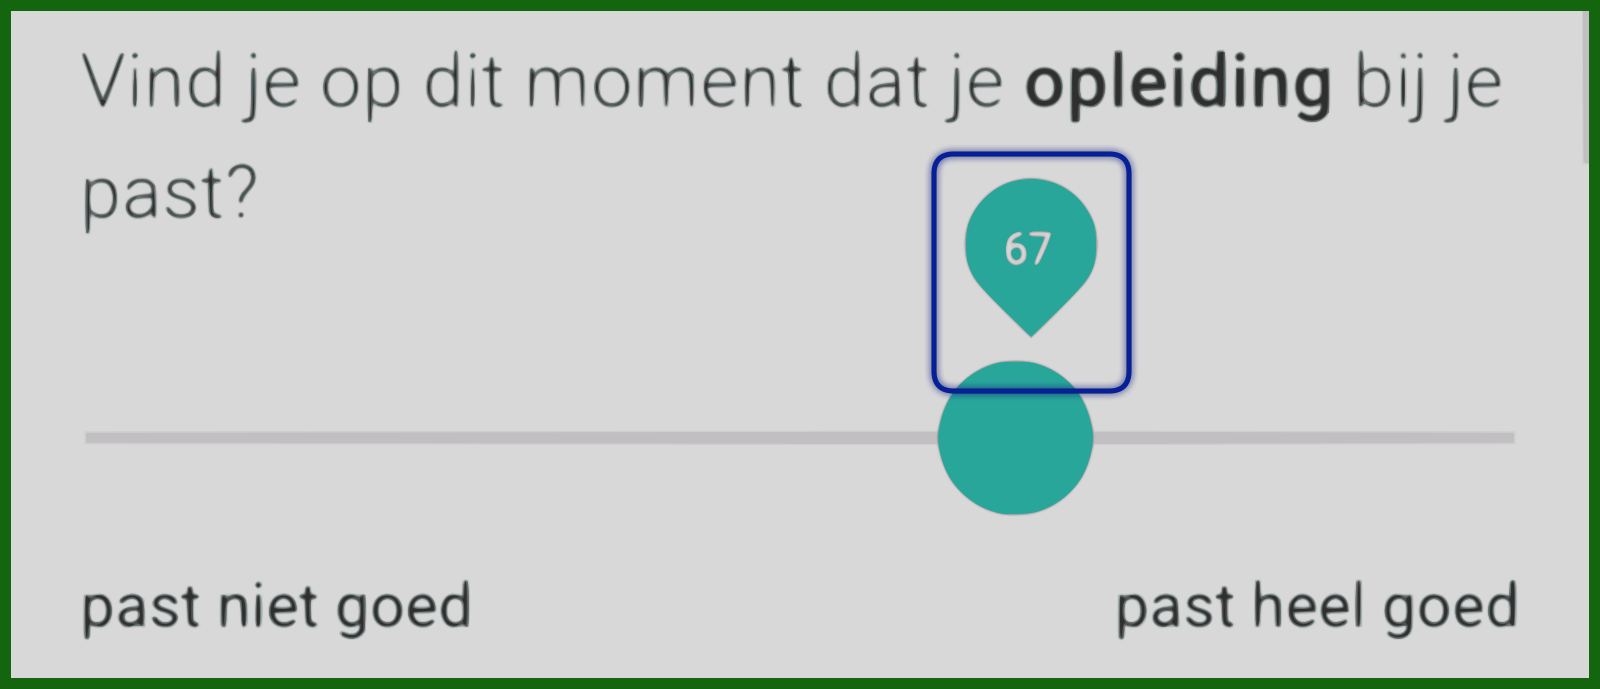 Vind je op dit moment dat je opleiding bij je
past?
67
past niet goed
past heel goed